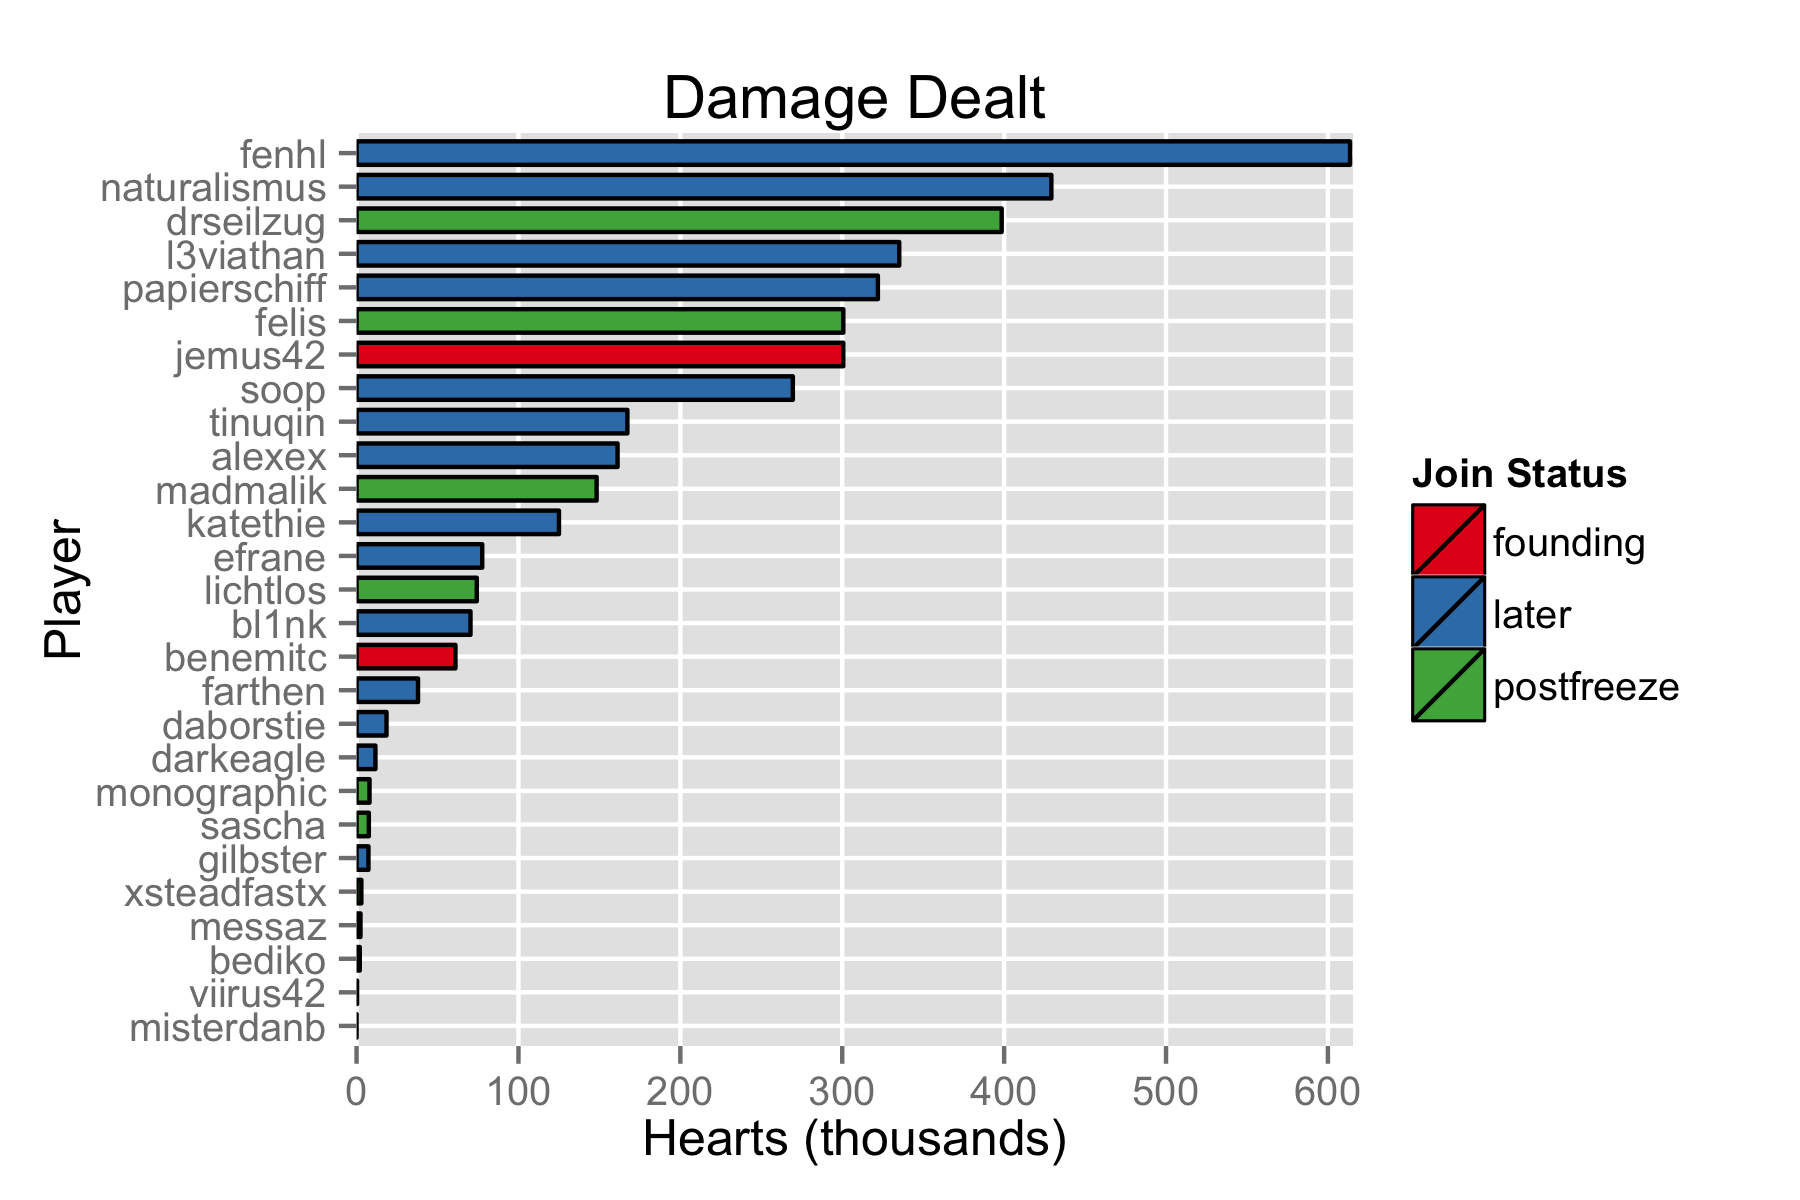 Damage Dealt
Player
fenhl
naturalismus
drseilzug
l3viathan
papierschiff
felis
jemus42
soop
tinuqin
alexex
madmalik
katethie
efrane
lichtlos
bl1nk
benemitc
farthen
daborstie
darkeagle
monographic
sascha
gilbster
xsteadfastx
messaz
bediko
viirus42
misterdanb
0 100 200 300 400 500 600
Hearts (thousands)
Join Status
founding
later
postfreeze